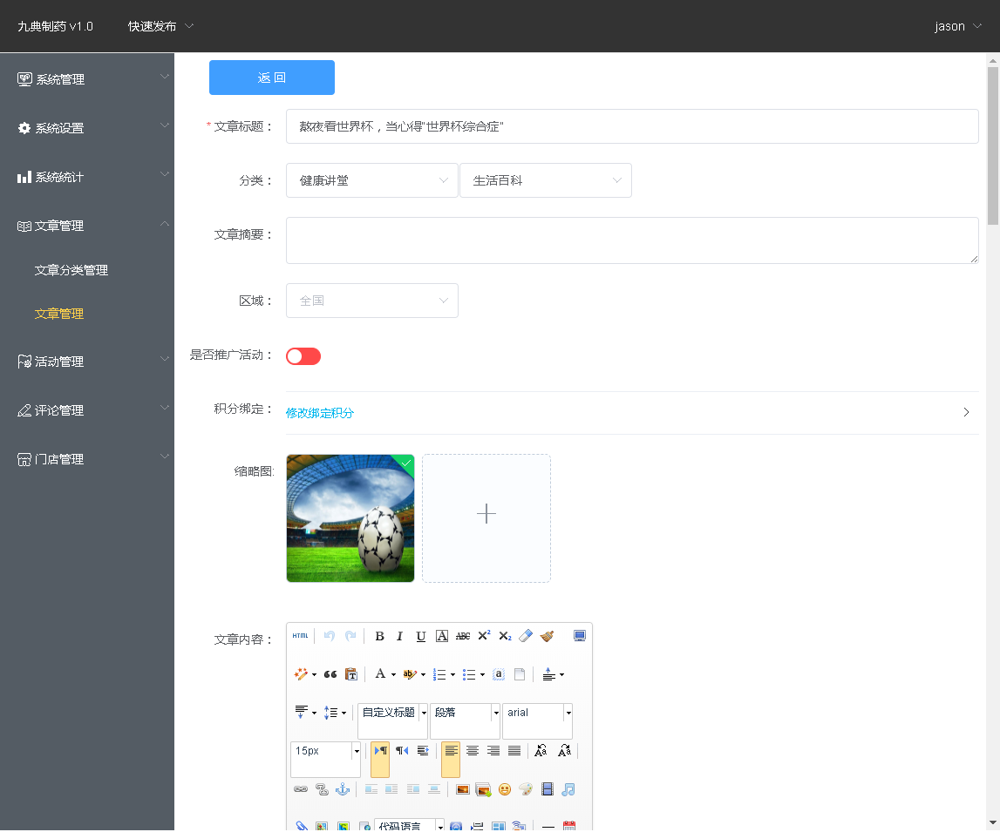 九典制药 v1.0 快速发布 jason
系统管理
系统设置
系统统计
文章管理
文章分类管理
文章管理
活动管理
评论管理
门店管理
返 回
* 文章标题： 熬夜看世界杯，当心得"世界杯综合症"
分类： 健康讲堂 生活百科
文章摘要：
区域： 全国
是否推广活动：
积分绑定： 修改绑定积分
缩略图:
文章内容：
HTML B I U A ABC X² X₂
A ab a
自定义标题 段落 arial
15px
代码语言